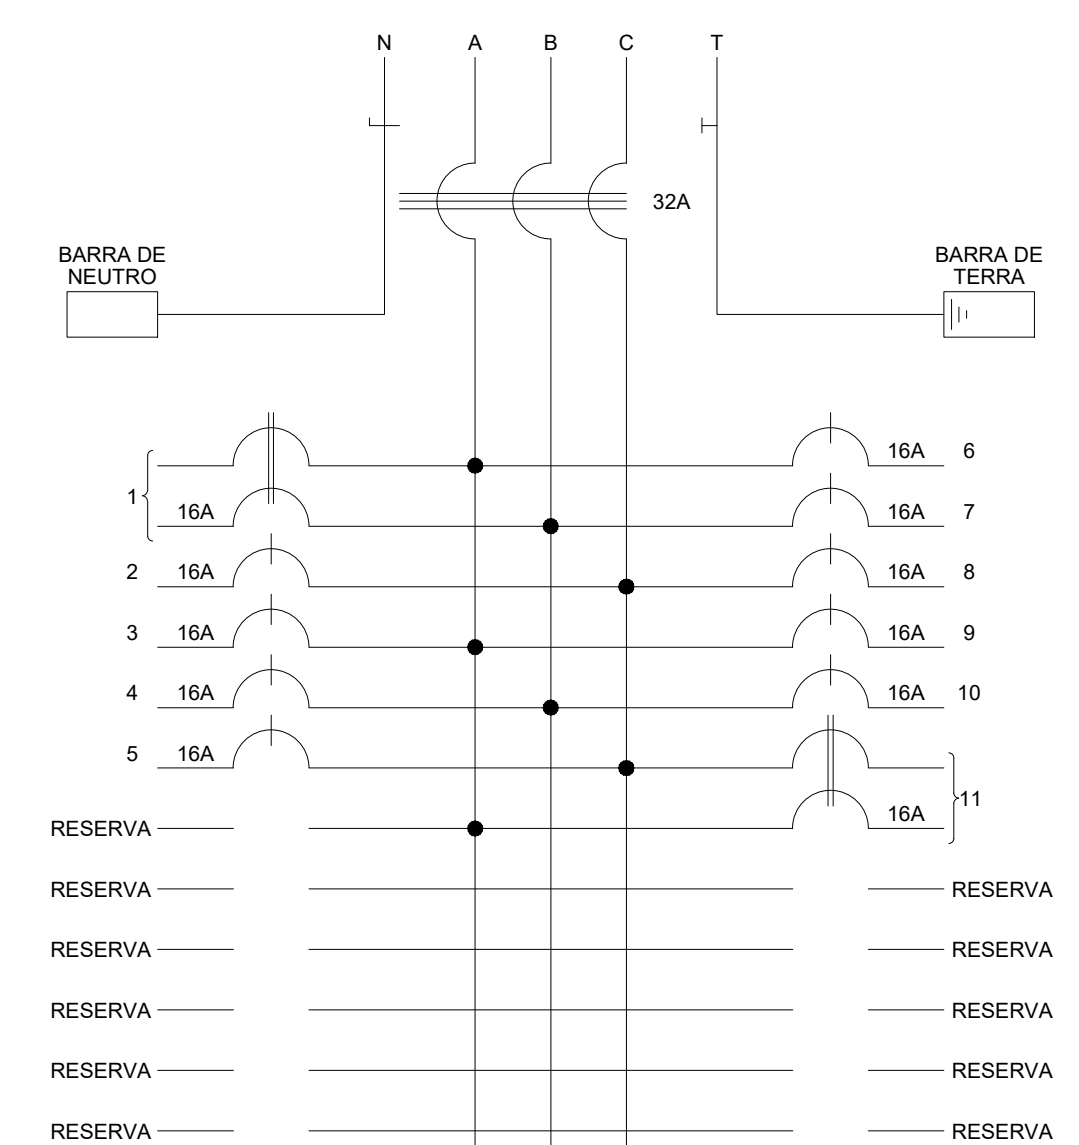 N A B C T
32A
BARRA DE
NEUTRO
BARRA DE
TERRA
16A 6
1 16A 16A 7
2 16A 16A 8
3 16A 16A 9
4 16A 16A 10
5 16A
16A 11
RESERVA
RESERVA RESERVA
RESERVA RESERVA
RESERVA RESERVA
RESERVA RESERVA
RESERVA RESERVA